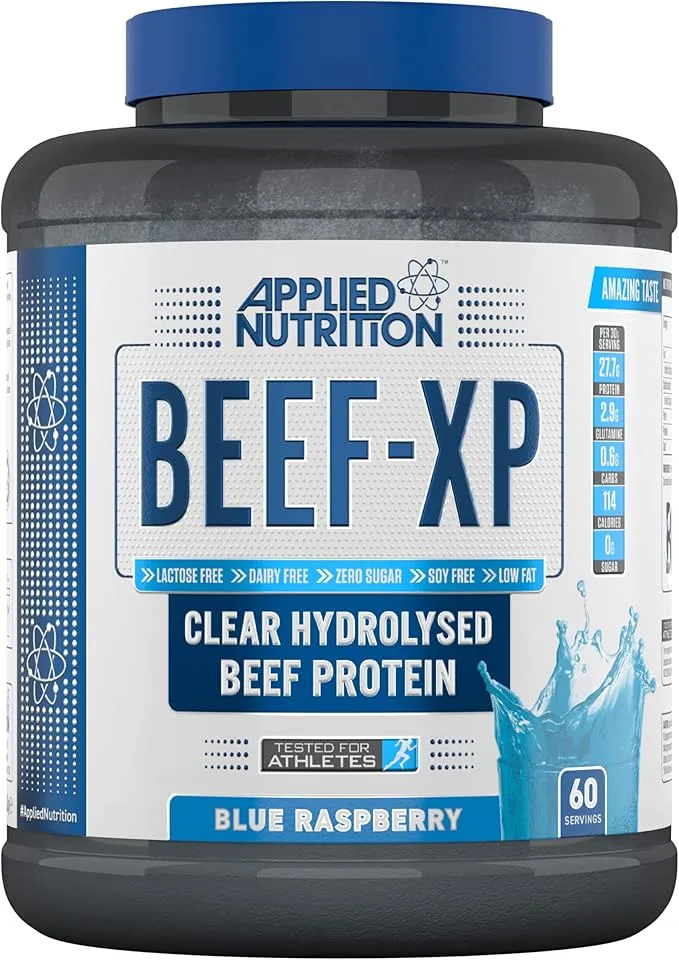 APPLIED
NUTRITION
™
BEEF-XP
LACTOSE FREE DAIRY FREE ZERO SUGAR SOY FREE LOW FAT
CLEAR HYDROLYSED
BEEF PROTEIN
TESTED FOR
ATHLETES
BLUE RASPBERRY
AMAZING TASTE
PER 30G
SERVING
27.7G
PROTEIN
2.9G
GLUTAMINE
0.6G
CARBS
114
CALORIES
0G
SUGAR
60
SERVINGS
#AppliedNutrition